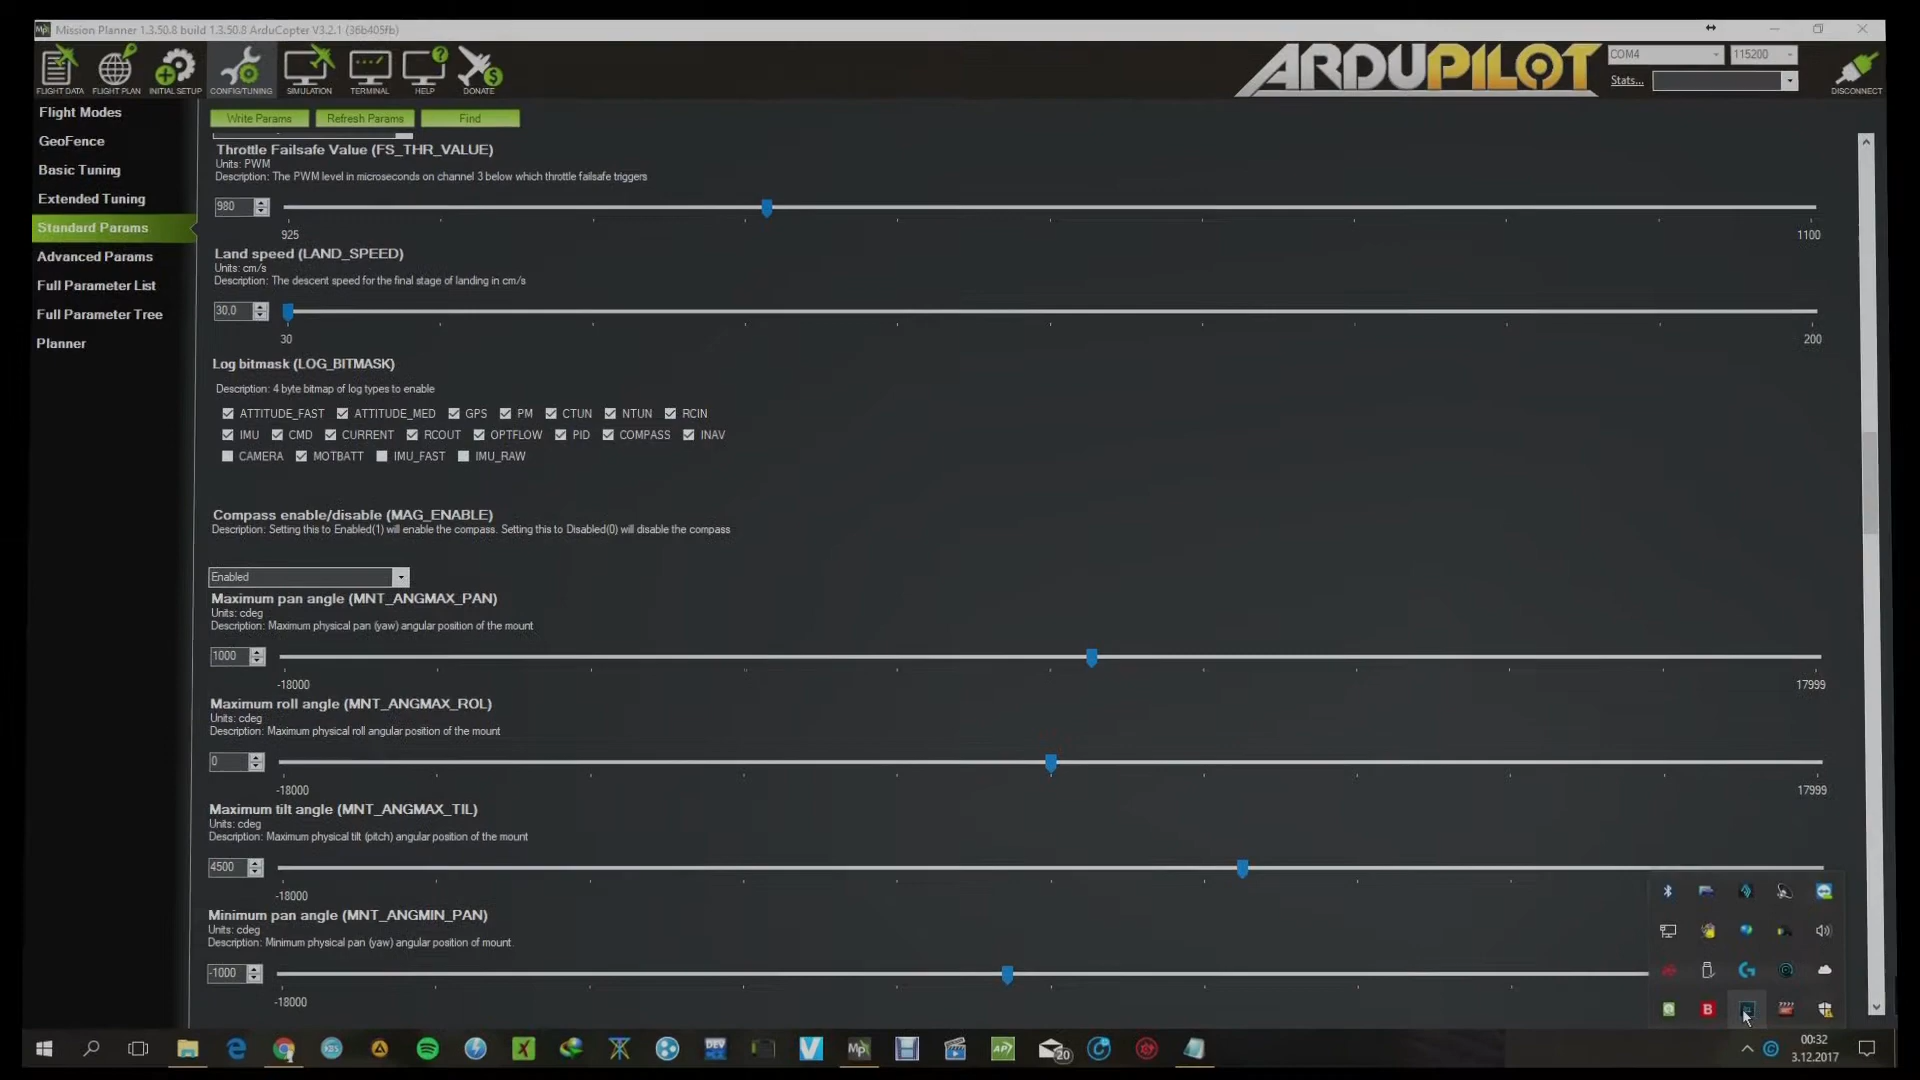 Mission Planner 1.3.50.8 build 1.3.50.8 ArduCopter V3.2.1 (36b405fb)
FLIGHT DATA FLIGHT PLAN INITIAL SETUP CONFIG/TUNING SIMULATION TERMINAL HELP DONATE
ARDUPILOT
COM4 115200
Stats...
DISCONNECT
Flight Modes
GeoFence
Basic Tuning
Extended Tuning
Standard Params
Advanced Params
Full Parameter List
Full Parameter Tree
Planner
Write Params Refresh Params Find
Throttle Failsafe Value (FS_THR_VALUE)
Units: PWM
Description: The PWM level in microseconds on channel 3 below which throttle failsafe triggers
980
925 1100
Land speed (LAND_SPEED)
Units: cm/s
Description: The descent speed for the final stage of landing in cm/s
30.0
30 200
Log bitmask (LOG_BITMASK)
Description: 4 byte bitmap of log types to enable
ATTITUDE_FAST ATTITUDE_MED GPS PM CTUN NTUN RCIN
IMU CMD CURRENT RCOUT OPTFLOW PID COMPASS INAV
CAMERA MOTBATT IMU_FAST IMU_RAW
Compass enable/disable (MAG_ENABLE)
Description: Setting this to Enabled(1) will enable the compass. Setting this to Disabled(0) will disable the compass
Enabled
Maximum pan angle (MNT_ANGMAX_PAN)
Units: cdeg
Description: Maximum physical pan (yaw) angular position of the mount
1000
-18000 17999
Maximum roll angle (MNT_ANGMAX_ROL)
Units: cdeg
Description: Maximum physical roll angular position of the mount
0
-18000 17999
Maximum tilt angle (MNT_ANGMAX_TIL)
Units: cdeg
Description: Maximum physical tilt (pitch) angular position of the mount
4500
-18000
Minimum pan angle (MNT_ANGMIN_PAN)
Units: cdeg
Description: Minimum physical pan (yaw) angular position of mount
-1000
-18000
00:32
3.12.2017
20